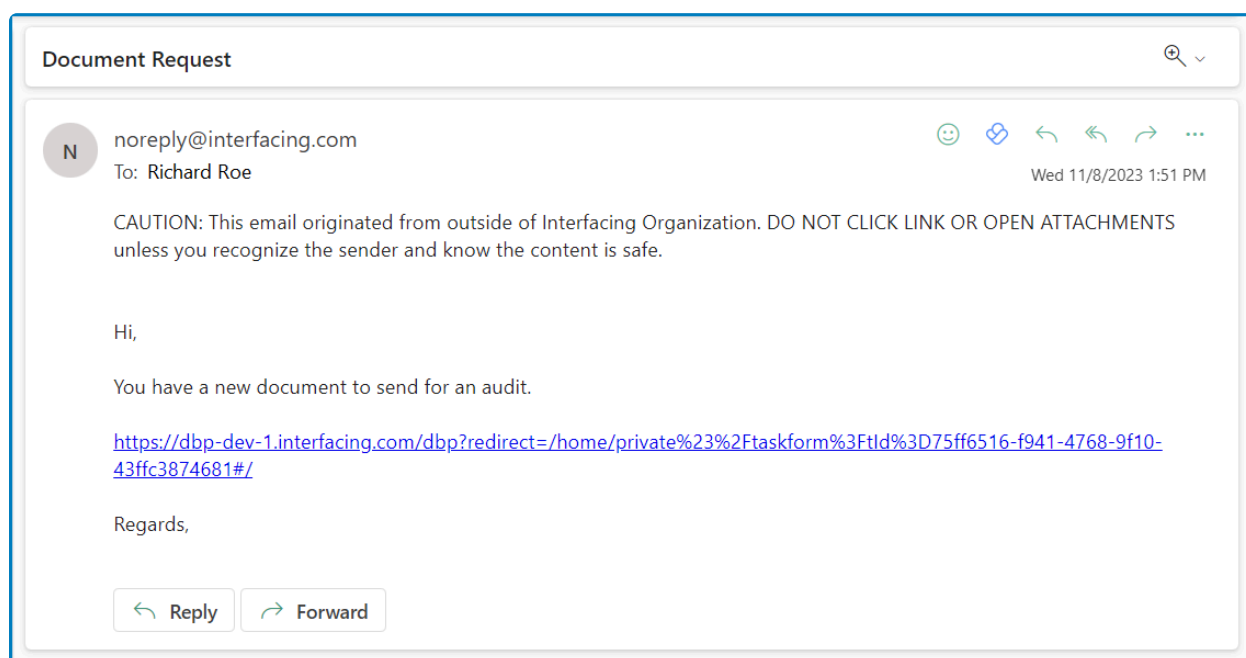 Document Request
N
noreply@interfacing.com
To: Richard Roe
Wed 11/8/2023 1:51 PM
CAUTION: This email originated from outside of Interfacing Organization. DO NOT CLICK LINK OR OPEN ATTACHMENTS
unless you recognize the sender and know the content is safe.
Hi,
You have a new document to send for an audit.
https://dbp-dev-1.interfacing.com/dbp?redirect=/home/private%23%2Ftaskform%3FtId%3D75ff6516-f941-4768-9f10-
43ffc3874681#/
Regards,
Reply
Forward